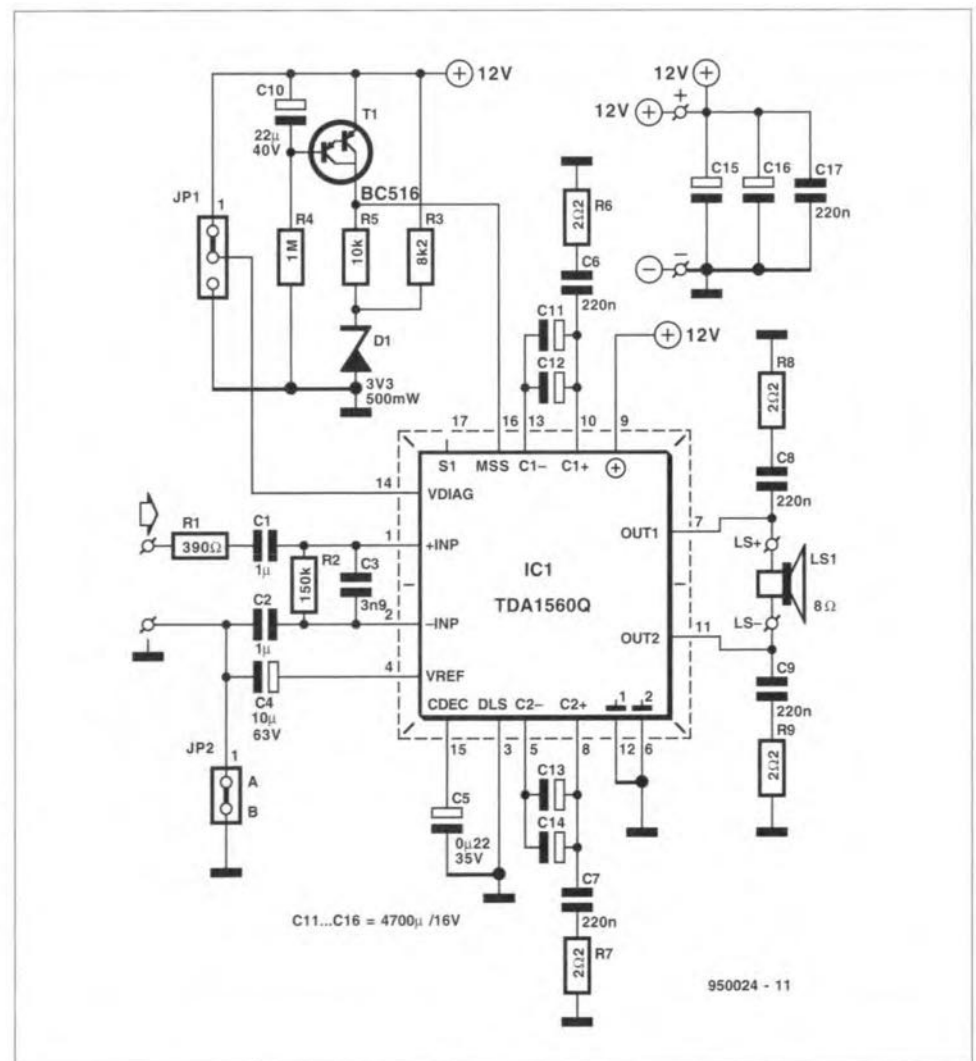 12V
C10
22µ
40V
T1
BC516
JP1
1
R4
1M
R5
10k
R3
8k2
D1
3V3
500mW
12V
12V
+
C15
C16
C17
220n
−
R6
2Ω2
C6
220n
C11
C12
12V
17
16
13
10
9
S1
MSS
C1−
C1+
14
VDIAG
R1
390Ω
C1
1µ
R2
150k
C3
3n9
1
+INP
C2
1µ
2
−INP
C4
10µ
63V
4
VREF
IC1
TDA1560Q
OUT1
7
OUT2
11
R8
2Ω2
C8
220n
LS+
LS1
8Ω
LS−
C9
220n
R9
2Ω2
CDEC
DLS
C2−
C2+
1
2
15
3
5
8
12
6
JP2
1
A
B
C5
0µ22
35V
C13
C14
C7
220n
R7
2Ω2
C11...C16 = 4700µ /16V
950024 - 11